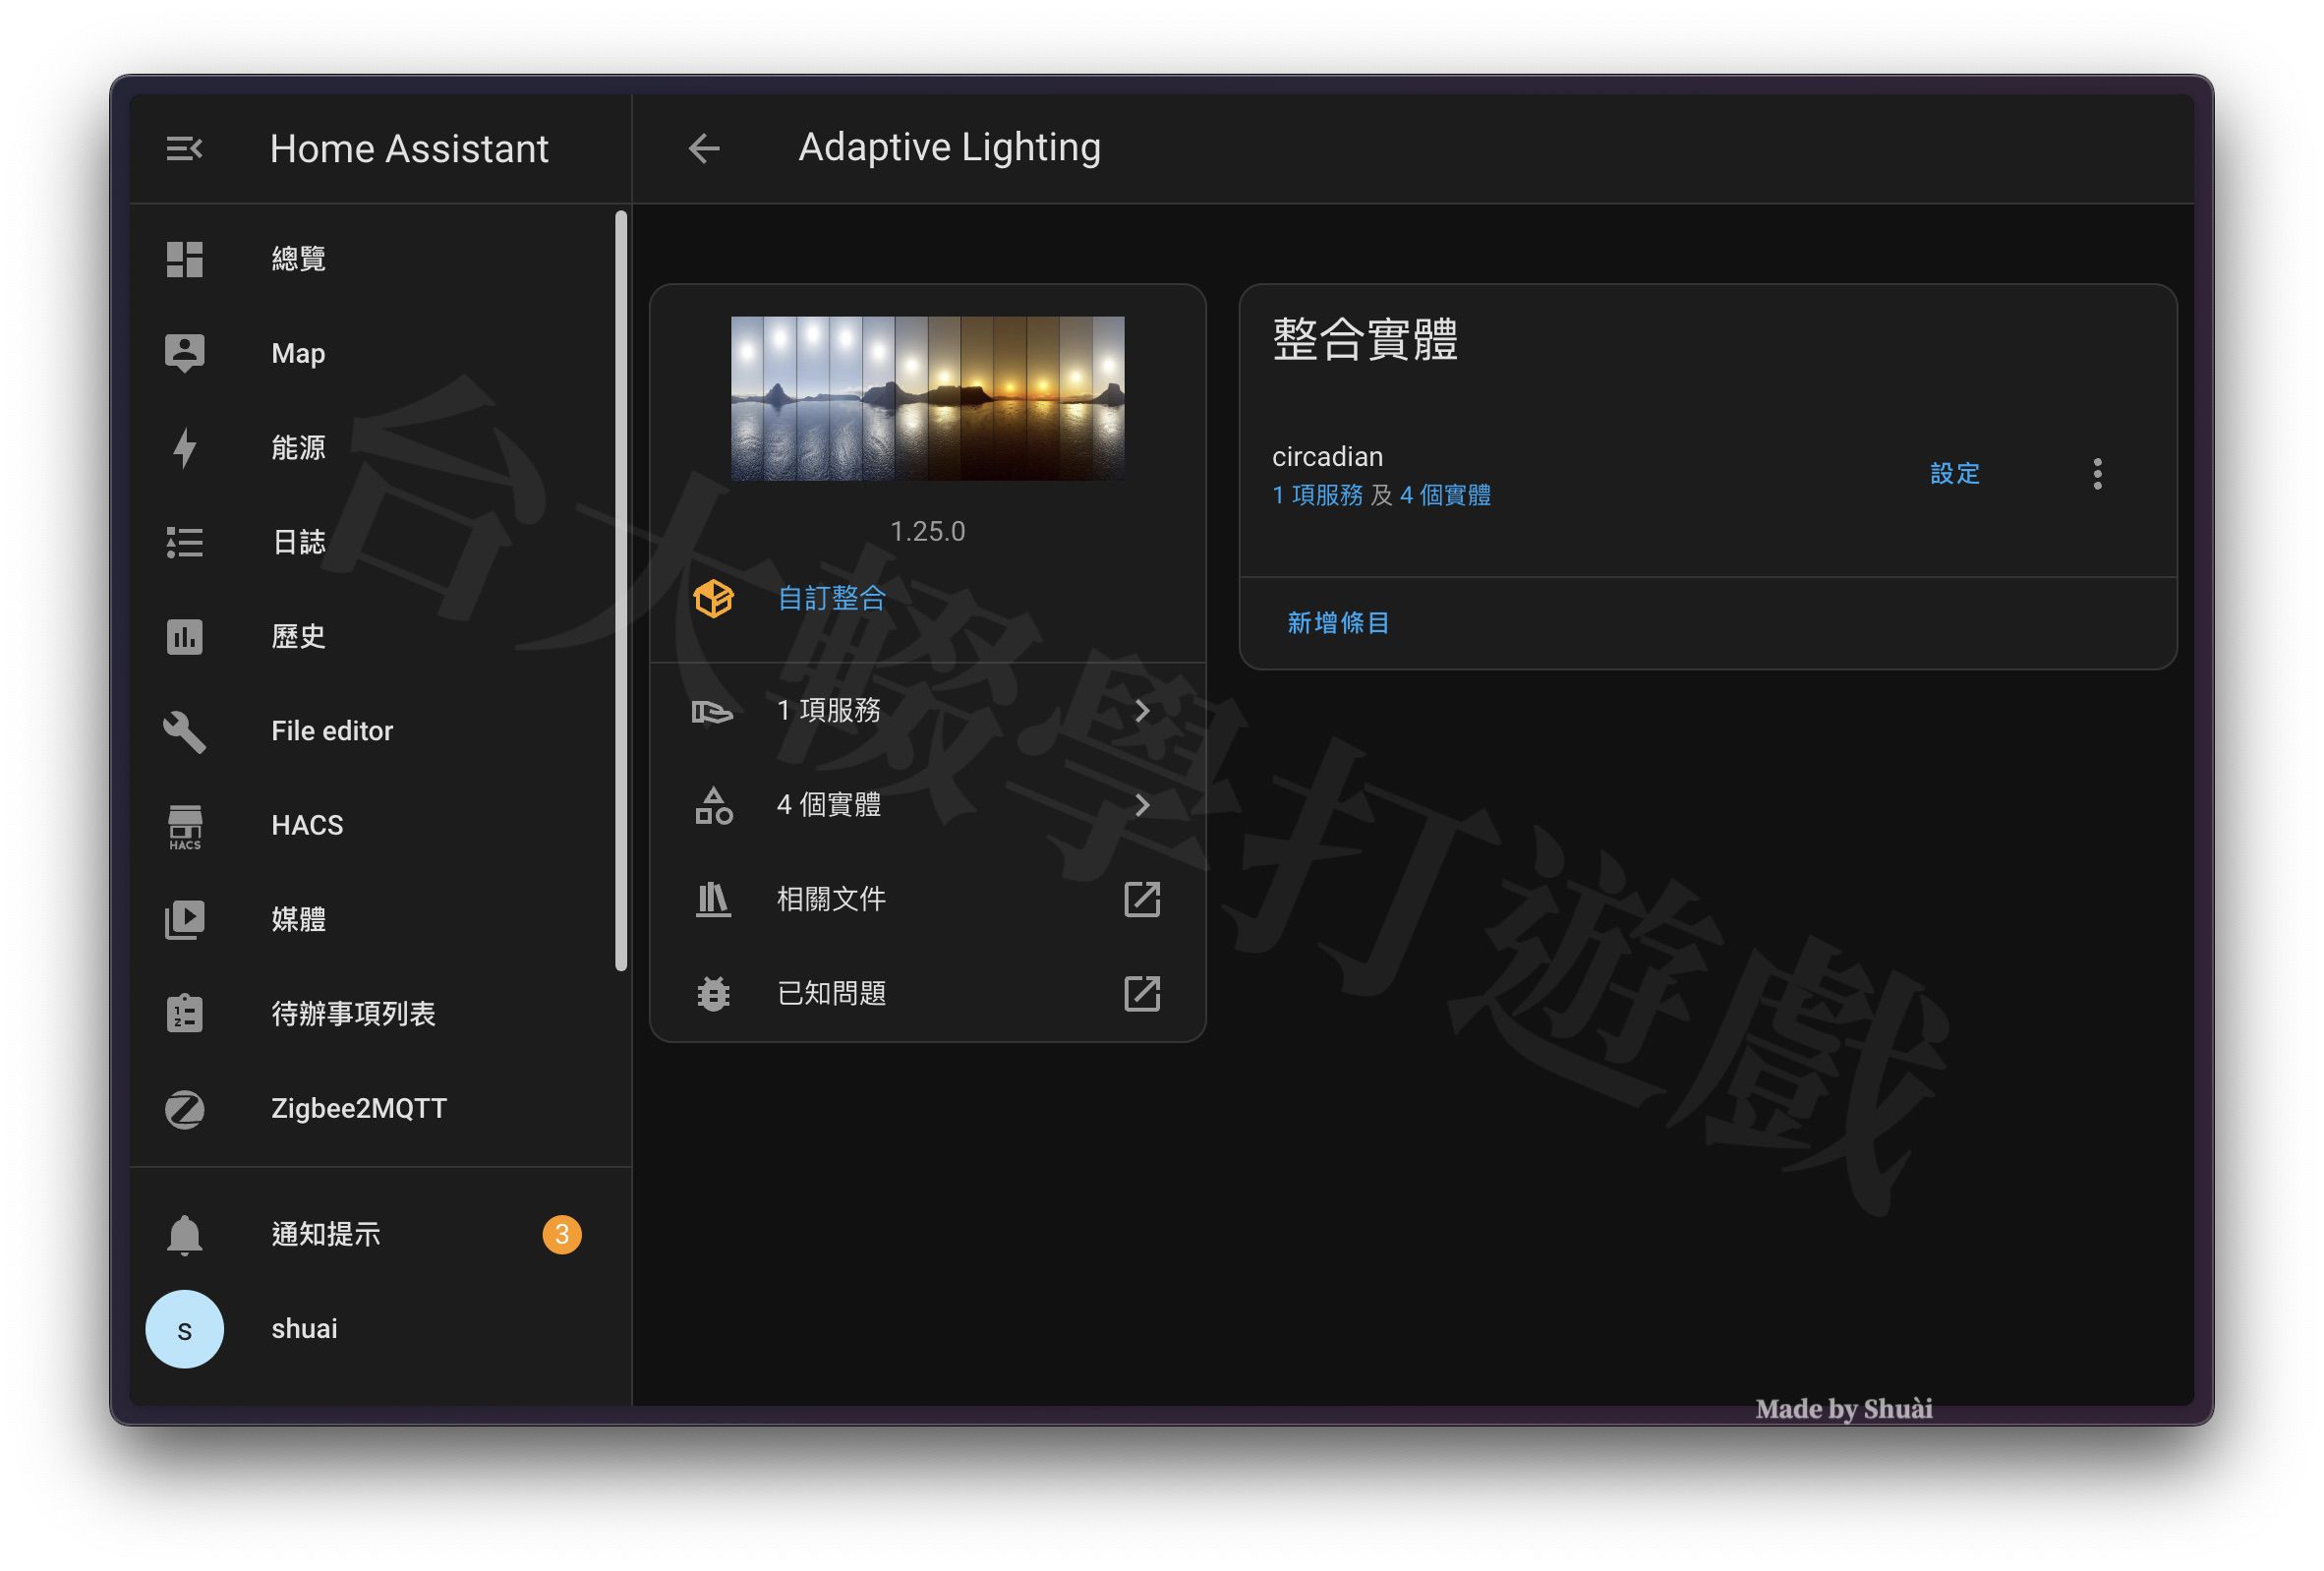 Home Assistant
Adaptive Lighting
總覽
Map
能源
日誌
歷史
File editor
HACS
HACS
媒體
待辦事項列表
Zigbee2MQTT
通知提示
3
s
shuai
1.25.0
自訂整合
1 項服務
4 個實體
相關文件
已知問題
整合實體
circadian
設定
1 項服務 及 4 個實體
新增條目
台大輟學打遊戲
Made by Shuài